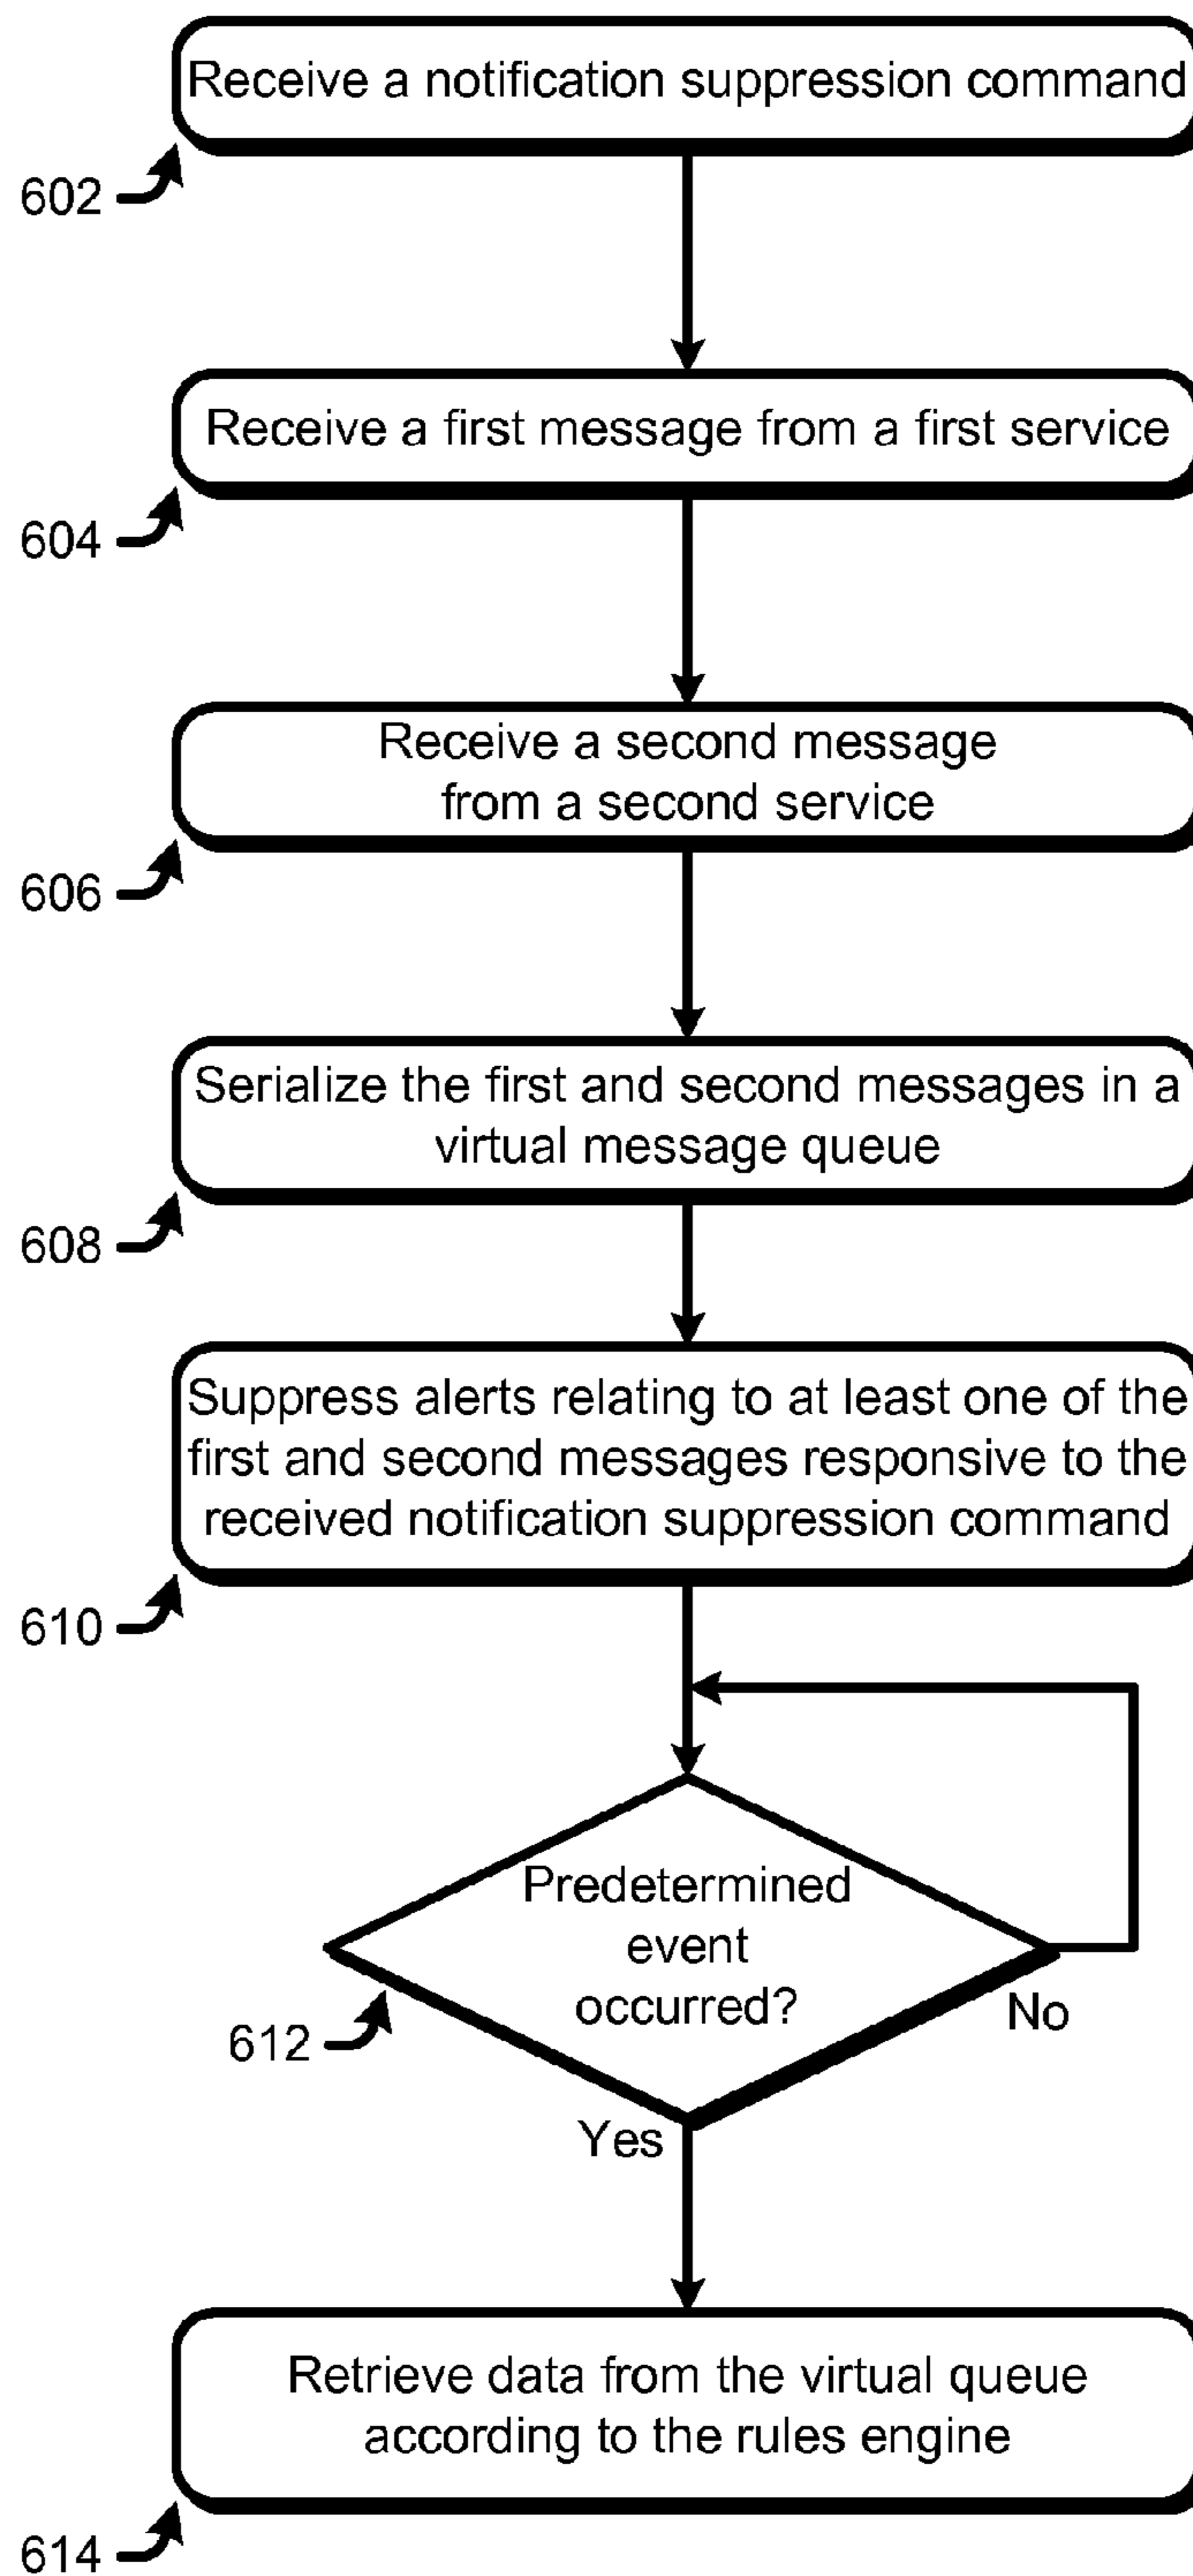 Receive a notification suppression command
602
Receive a first message from a first service
604
Receive a second message
from a second service
606
Serialize the first and second messages in a
virtual message queue
608
Suppress alerts relating to at least one of the
first and second messages responsive to the
received notification suppression command
610
Predetermined
event
occurred?
612
No
Yes
Retrieve data from the virtual queue
according to the rules engine
614